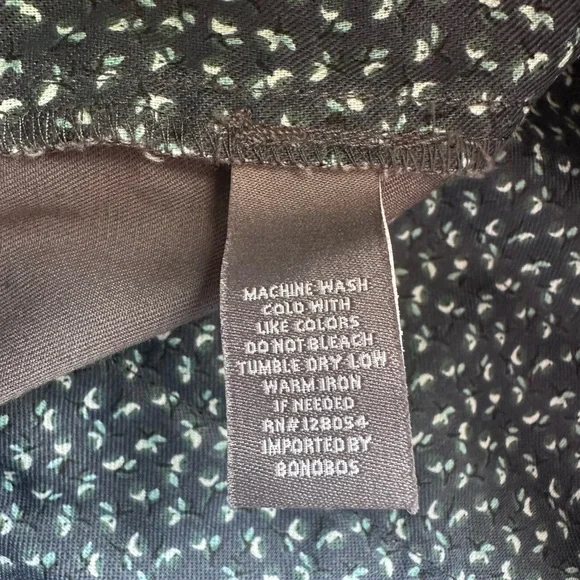 MACHINE WASH
COLD WITH
LIKE COLORS
DO NOT BLEACH
TUMBLE DRY LOW
WARM IRON
IF NEEDED
RN# 128054
IMPORTED BY
BONOBOS